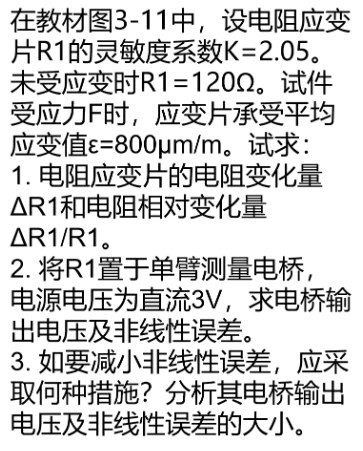 在教材图3-11中，设电阻应变
片R1的灵敏度系数K=2.05。
未受应变时R1=120Ω。试件
受应力F时，应变片承受平均
应变值ε=800μm/m。试求：
1. 电阻应变片的电阻变化量
ΔR1和电阻相对变化量
ΔR1/R1。
2. 将R1置于单臂测量电桥，
电源电压为直流3V，求电桥输
出电压及非线性误差。
3. 如要减小非线性误差，应采
取何种措施？分析其电桥输出
电压及非线性误差的大小。